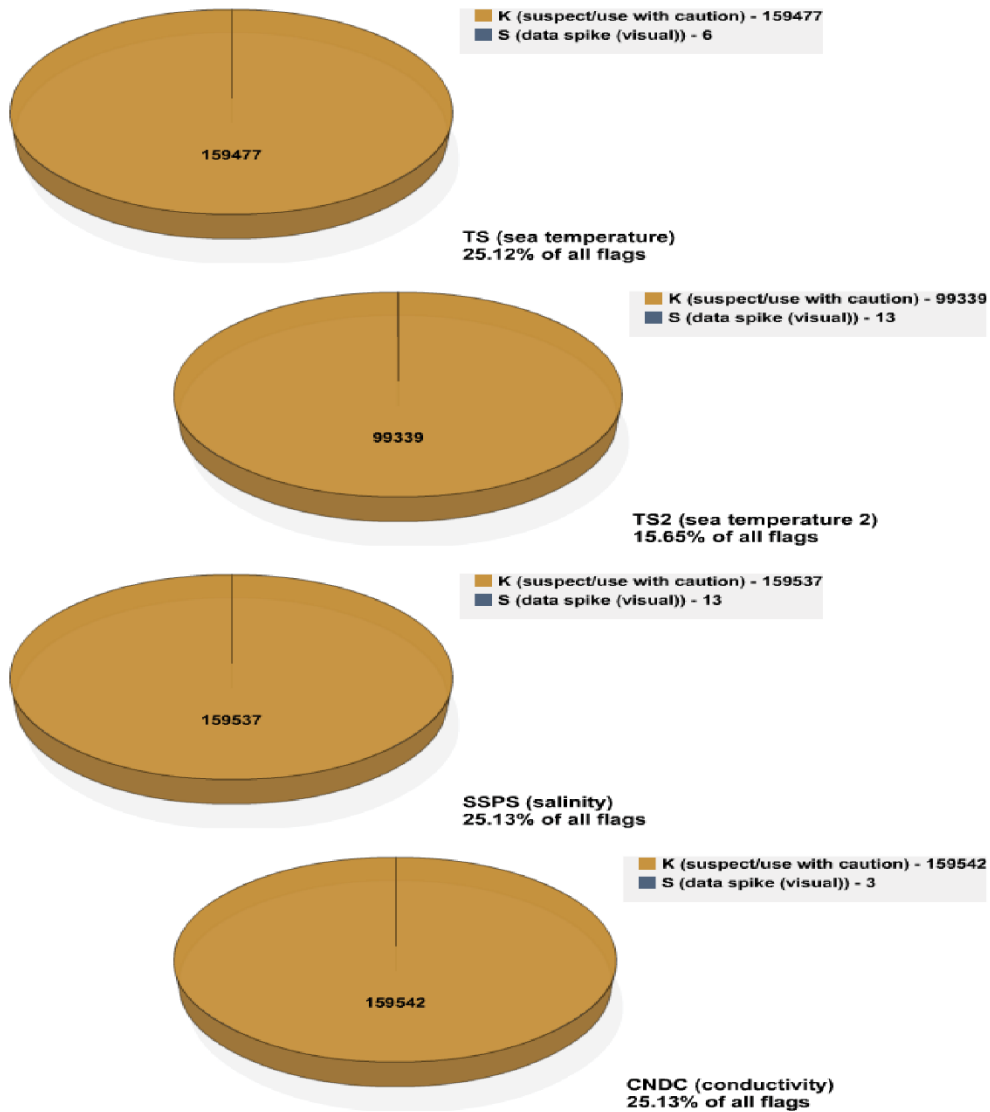 K (suspect/use with caution) - 159477
S (data spike (visual)) - 6
159477
TS (sea temperature)
25.12% of all flags
K (suspect/use with caution) - 99339
S (data spike (visual)) - 13
99339
TS2 (sea temperature 2)
15.65% of all flags
K (suspect/use with caution) - 159537
S (data spike (visual)) - 13
159537
SSPS (salinity)
25.13% of all flags
K (suspect/use with caution) - 159542
S (data spike (visual)) - 3
159542
CNDC (conductivity)
25.13% of all flags